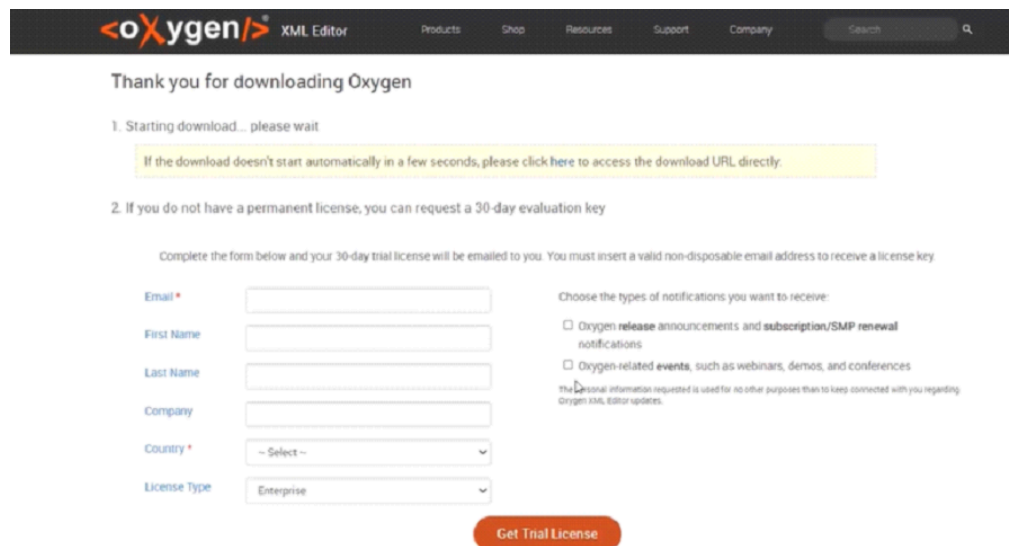 <oXygen/> XML Editor Products Shop Resources Support Company Search
Thank you for downloading Oxygen
1. Starting download... please wait
If the download doesn't start automatically in a few seconds, please click here to access the download URL directly.
2. If you do not have a permanent license, you can request a 30-day evaluation key
Complete the form below and your 30-day trial license will be emailed to you. You must insert a valid non-disposable email address to receive a license key.
Email *
First Name
Last Name
Company
Country * ~ Select ~
License Type Enterprise
Choose the types of notifications you want to receive:
Oxygen release announcements and subscription/SMP renewal
notifications
Oxygen-related events, such as webinars, demos, and conferences
The personal information requested is used for no other purposes than to keep connected with you regarding
Oxygen XML Editor updates.
Get Trial License